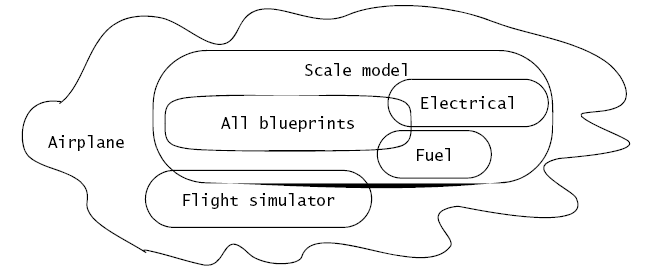 Scale model
Electrical
All blueprints
Airplane
Fuel
Flight simulator